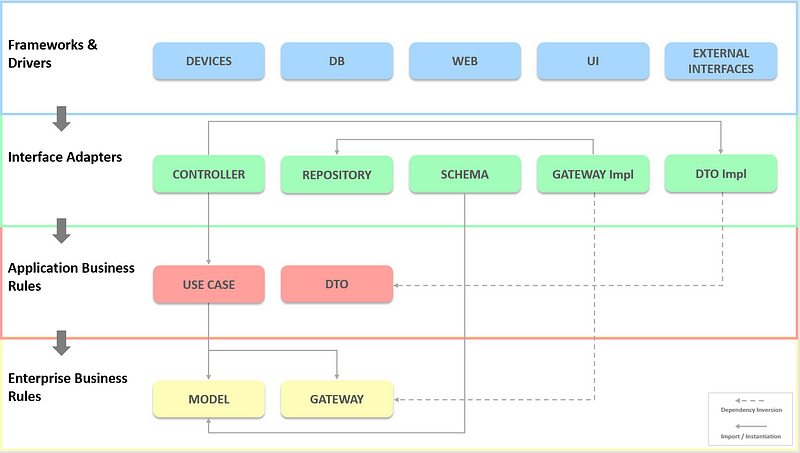 Frameworks &
Drivers
DEVICES
DB
WEB
UI
EXTERNAL
INTERFACES
Interface Adapters
CONTROLLER
REPOSITORY
SCHEMA
GATEWAY Impl
DTO Impl
Application Business
Rules
USE CASE
DTO
Enterprise Business
Rules
MODEL
GATEWAY
Dependency Inversion
Import / Instantiation